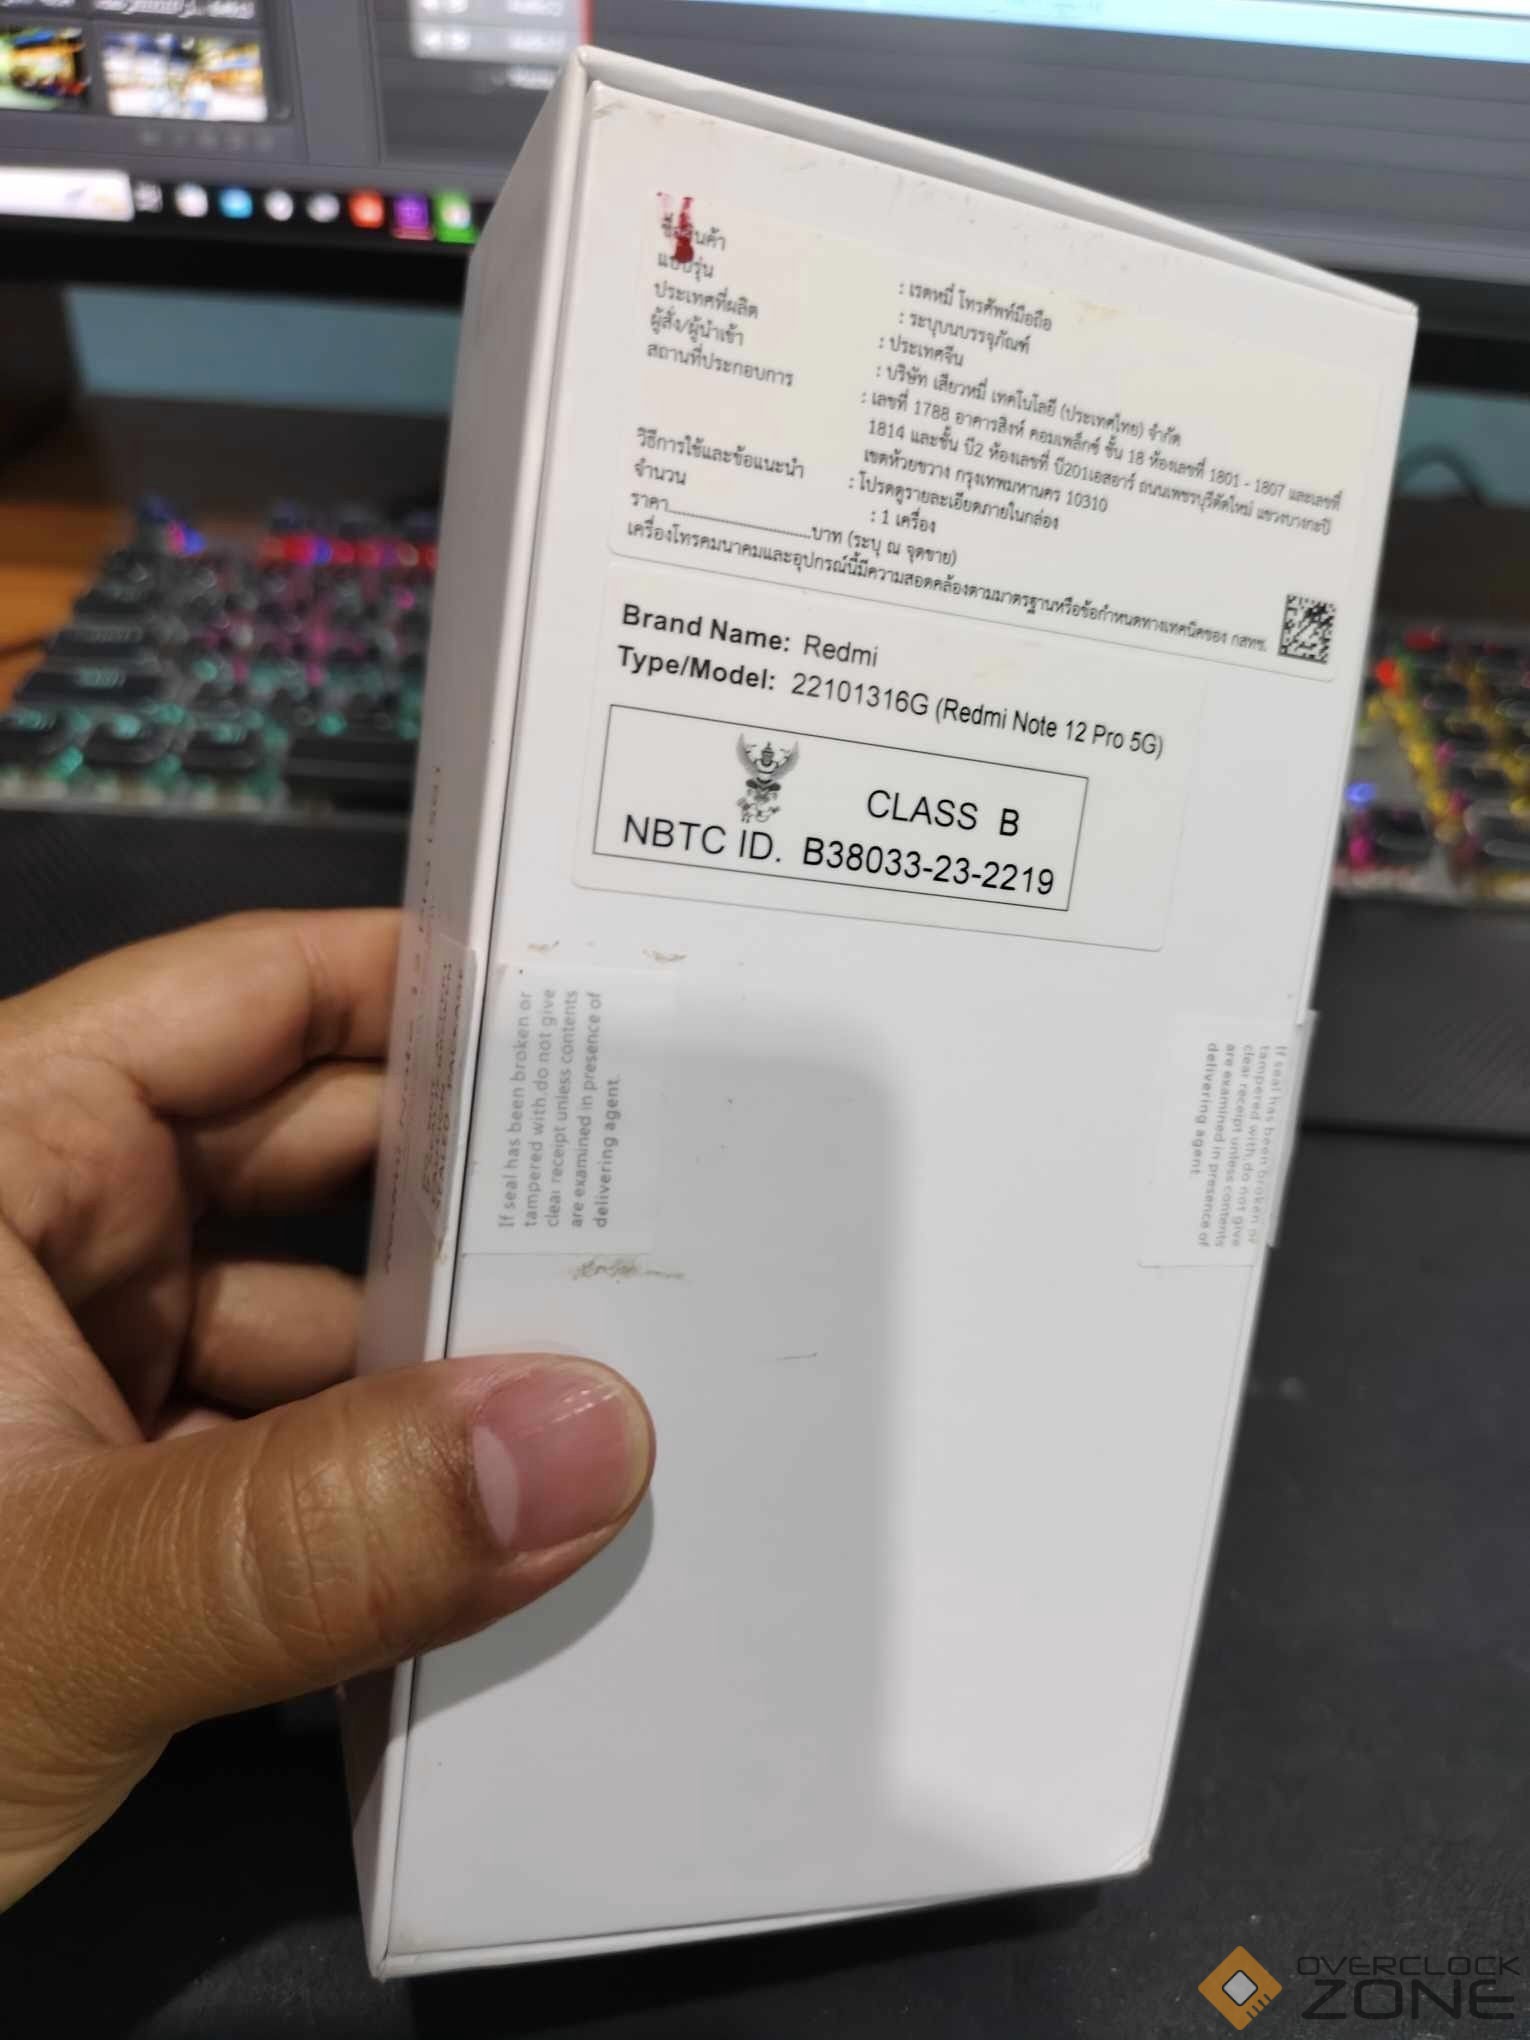 ชื่อสินค้า : เรดหมี่ โทรศัพท์มือถือ
แบบรุ่น : ระบุบนบรรจุภัณฑ์
ประเทศที่ผลิต : ประเทศจีน
ผู้สั่ง/ผู้นำเข้า : บริษัท เสียวหมี่ เทคโนโลยี (ประเทศไทย) จำกัด
สถานที่ประกอบการ : เลขที่ 1788 อาคารสิงห์ คอมเพล็กซ์ ชั้น 18 ห้องเลขที่ 1801 - 1807 และเลขที่
1814 และชั้น บี2 ห้องเลขที่ บี201เอสอาร์ ถนนเพชรบุรีตัดใหม่ แขวงบางกะปิ
เขตห้วยขวาง กรุงเทพมหานคร 10310
วิธีการใช้และข้อแนะนำ : โปรดดูรายละเอียดภายในกล่อง
จำนวน : 1 เครื่อง
ราคา..............................บาท (ระบุ ณ จุดขาย)
เครื่องโทรคมนาคมและอุปกรณ์นี้มีความสอดคล้องตามมาตรฐานหรือข้อกำหนดทางเทคนิคของ กสทช.
Brand Name: Redmi
Type/Model: 22101316G (Redmi Note 12 Pro 5G)
CLASS B
NBTC ID. B38033-23-2219
If seal has been broken or
tampered with,do not give
clear receipt unless contents
are examined in presence of
delivering agent.
If seal has been broken or
tampered with,do not give
clear receipt unless contents
are examined in presence of
delivering agent.
OVERCLOCK
ZONE